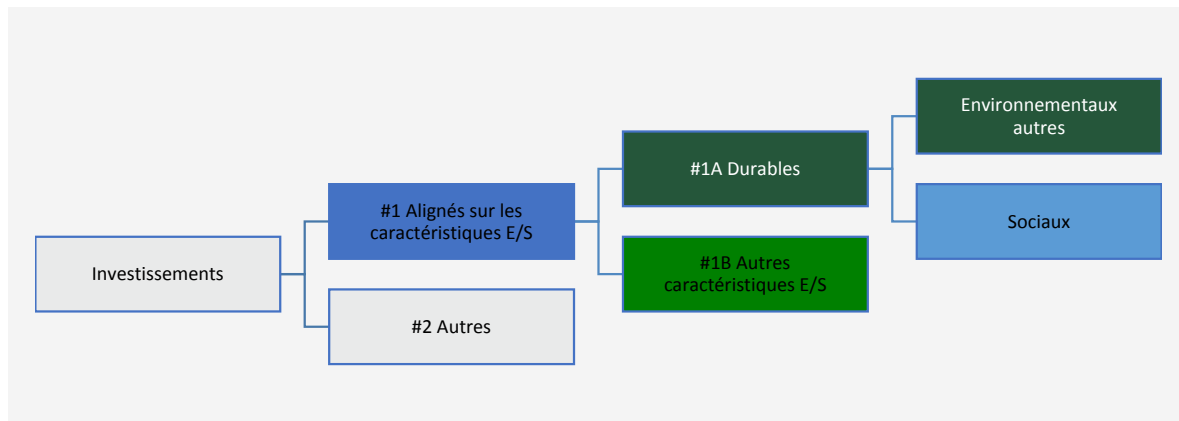 Investissements
#1 Alignés sur les
caractéristiques E/S
#2 Autres
#1A Durables
#1B Autres
caractéristiques E/S
Environnementaux
autres
Sociaux